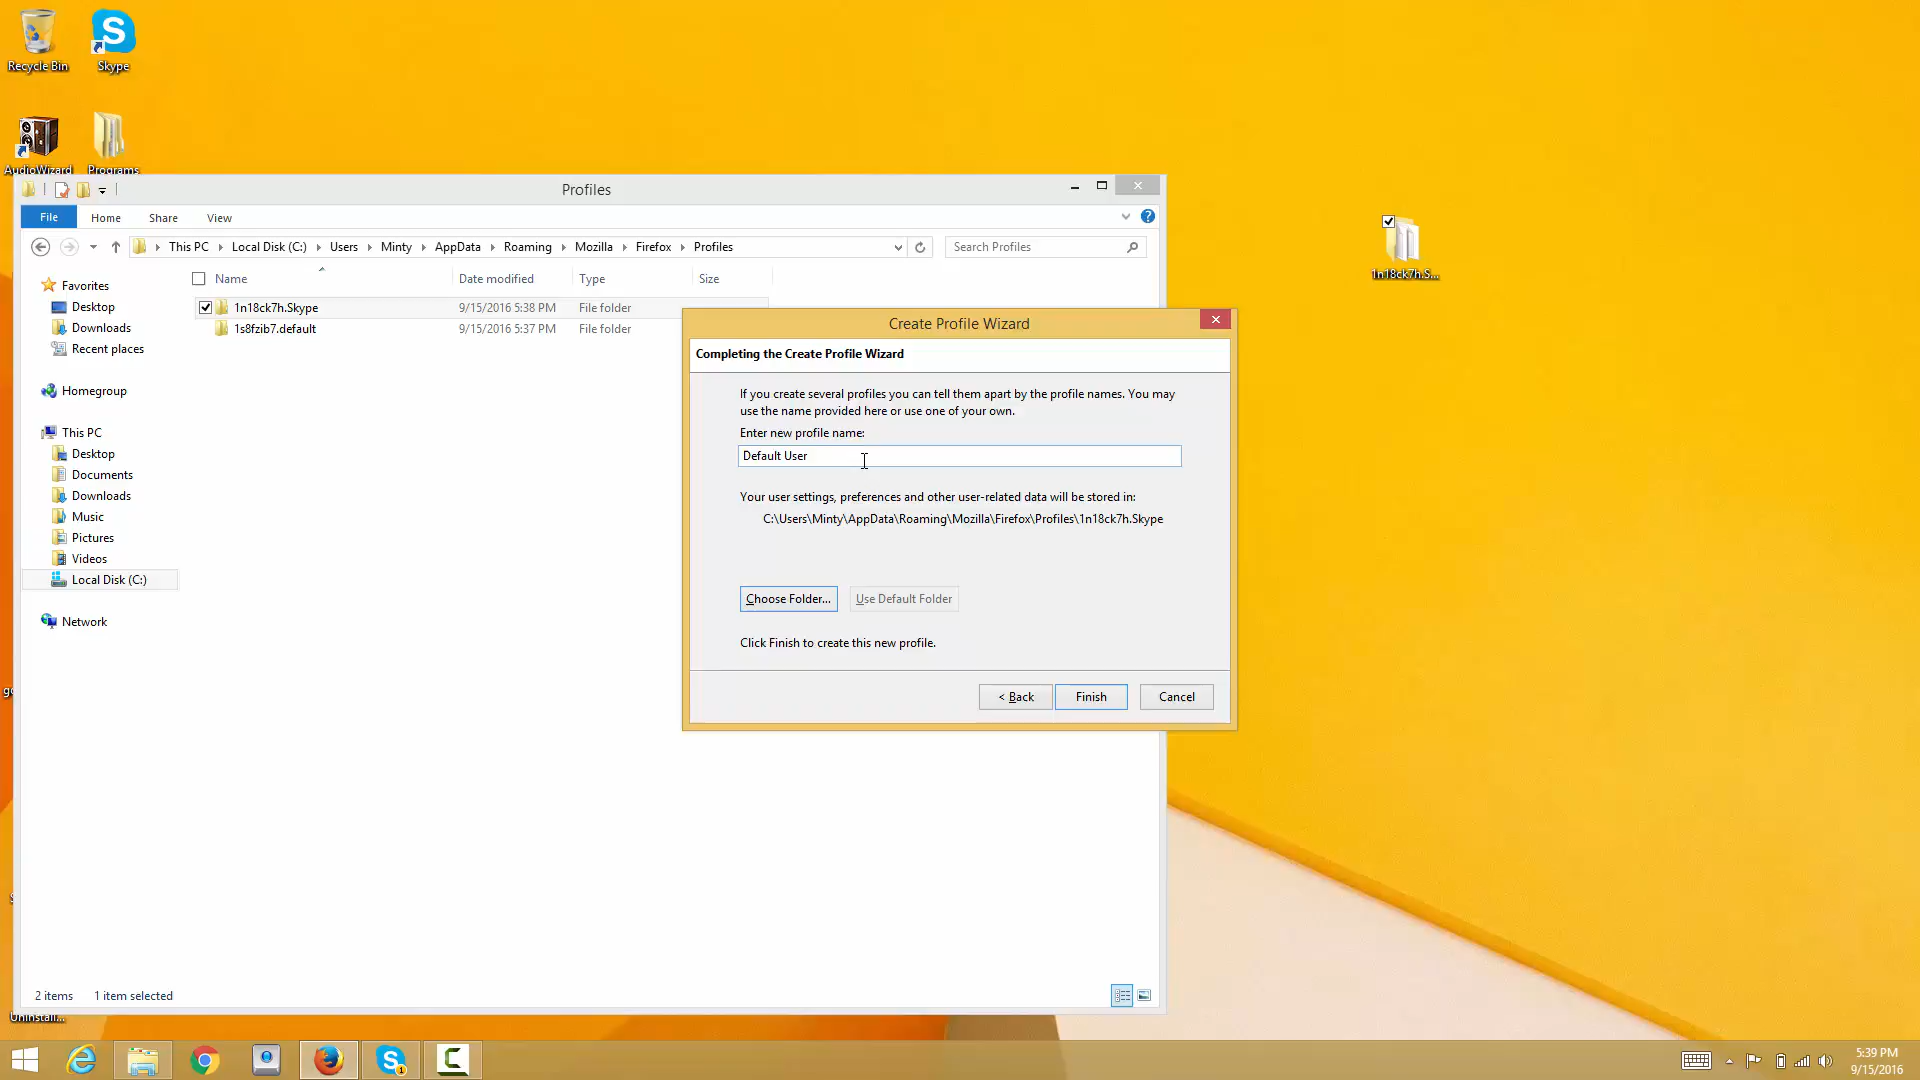 Recycle Bin
Skype
AudioWizard
Programs
Profiles
File
Home
Share
View
This PC
Local Disk (C:)
Users
Minty
AppData
Roaming
Mozilla
Firefox
Profiles
Search Profiles
Name
Date modified
Type
Size
Favorites
Desktop
Downloads
Recent places
Homegroup
This PC
Desktop
Documents
Downloads
Music
Pictures
Videos
Local Disk (C:)
Network
1n18ck7h.Skype
9/15/2016 5:38 PM
File folder
1s8fzib7.default
9/15/2016 5:37 PM
File folder
2 items
1 item selected
Create Profile Wizard
Completing the Create Profile Wizard
If you create several profiles you can tell them apart by the profile names. You may
use the name provided here or use one of your own.
Enter new profile name:
Default User
Your user settings, preferences and other user-related data will be stored in:
C:\Users\Minty\AppData\Roaming\Mozilla\Firefox\Profiles\1n18ck7h.Skype
Choose Folder...
Use Default Folder
Click Finish to create this new profile.
< Back
Finish
Cancel
1n18ck7h.S...
Uninstall...
5:39 PM
9/15/2016